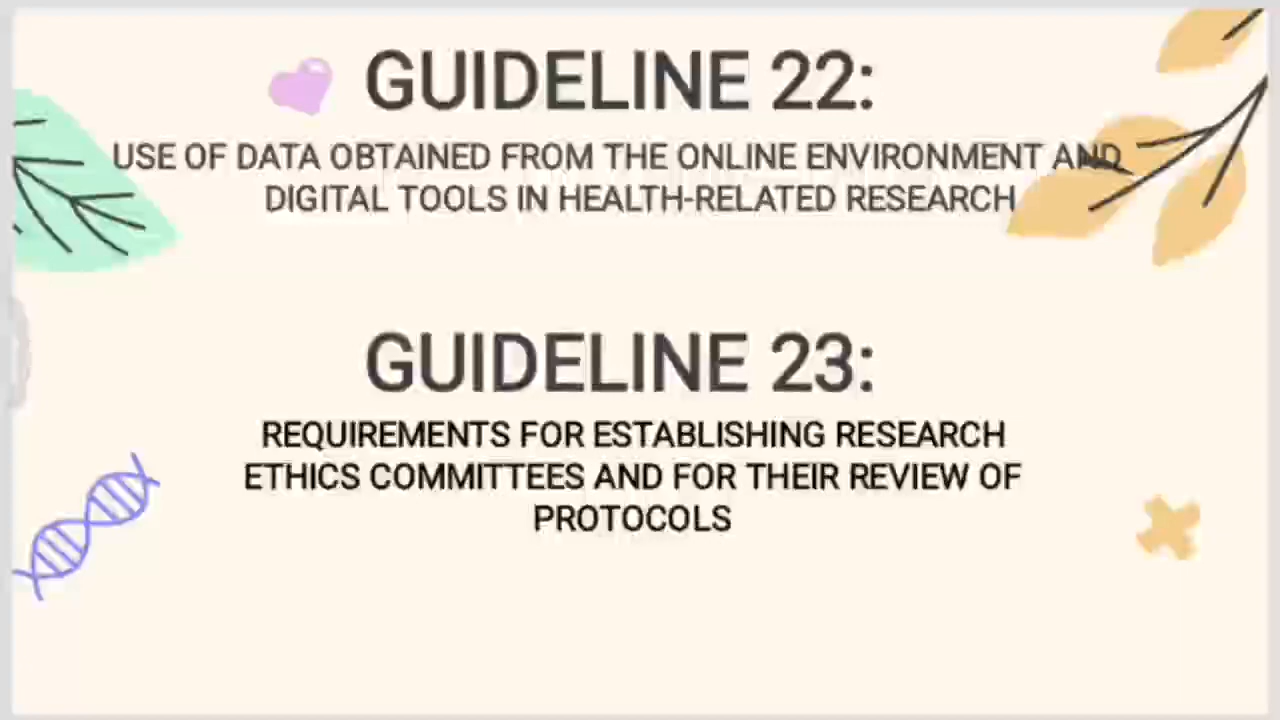 GUIDELINE 22:
USE OF DATA OBTAINED FROM THE ONLINE ENVIRONMENT AND
DIGITAL TOOLS IN HEALTH-RELATED RESEARCH
GUIDELINE 23:
REQUIREMENTS FOR ESTABLISHING RESEARCH
ETHICS COMMITTEES AND FOR THEIR REVIEW OF
PROTOCOLS